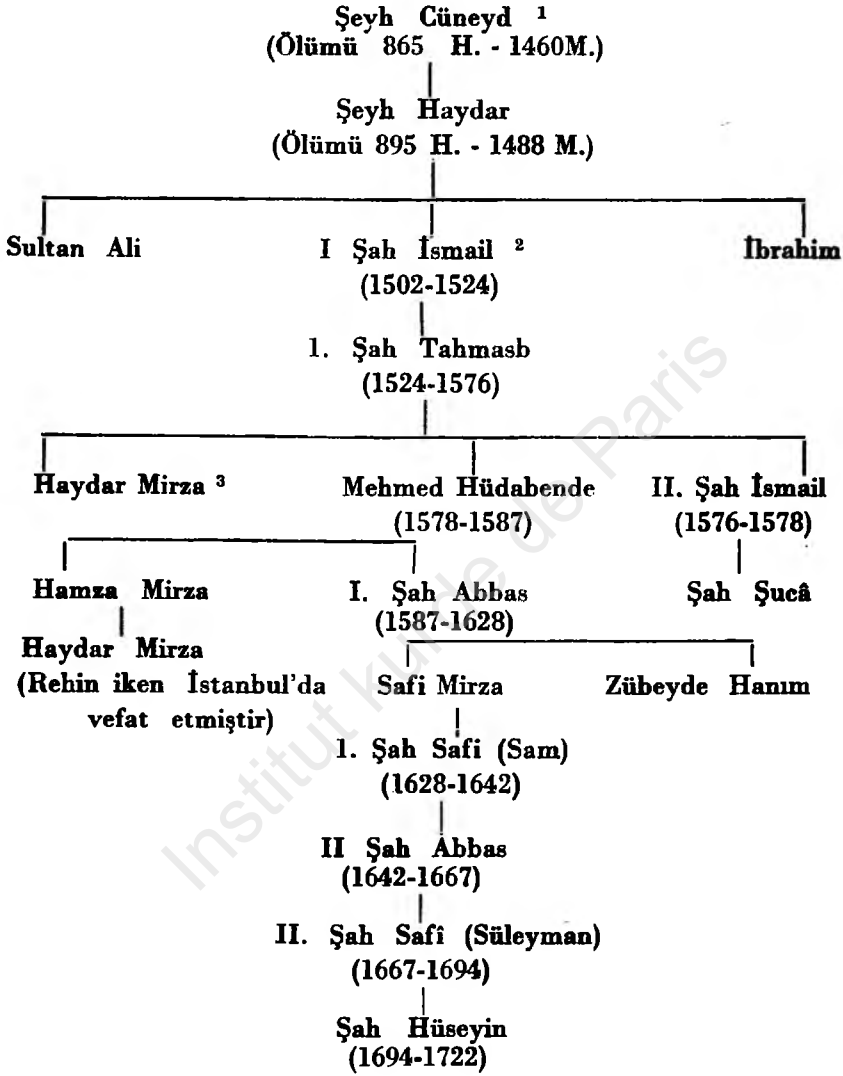 Şeyh Cüneyd ¹
(Ölümü 865 H. - 1460M.)
Şeyh Haydar
(Ölümü 895 H. - 1488 M.)
Sultan Ali I Şah İsmail ² İbrahim
(1502-1524)
1. Şah Tahmasb
(1524-1576)
Haydar Mirza ³ Mehmed Hüdabende II. Şah İsmail
(1578-1587) (1576-1578)
Hamza Mirza I. Şah Abbas Şah Şucâ
(1587-1628)
Haydar Mirza
(Rehin iken İstanbul'da Safi Mirza Zübeyde Hanım
vefat etmiştir)
1. Şah Safi (Sam)
(1628-1642)
II Şah Abbas
(1642-1667)
II. Şah Safî (Süleyman)
(1667-1694)
Şah Hüseyin
(1694-1722)
Institut kurde de Paris